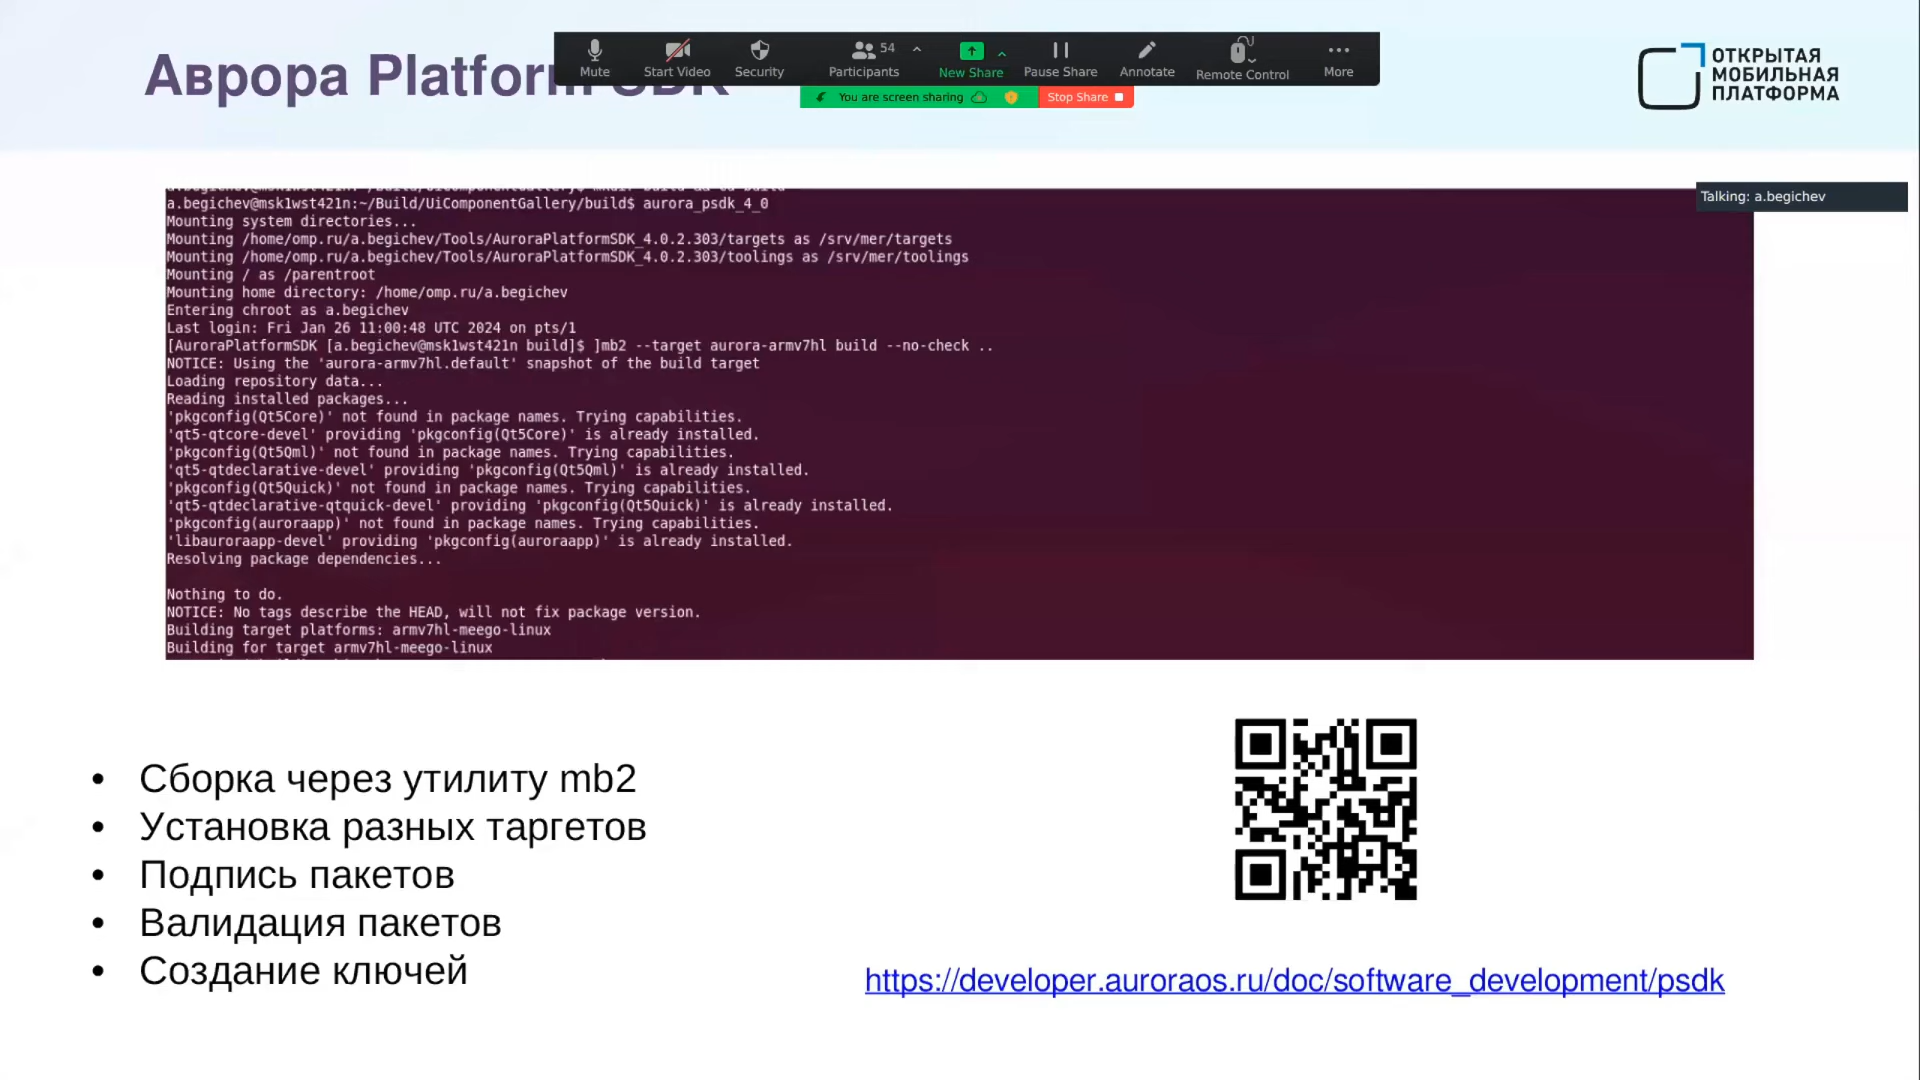 Аврора Platform SDK
Mute
Start Video
Security
54
Participants
New Share
Pause Share
Annotate
Remote Control
More
You are screen sharing
Stop Share
ОТКРЫТАЯ
МОБИЛЬНАЯ
ПЛАТФОРМА
Talking: a.begichev
a.begichev@msk1wst421n:~/Build/UiComponentGallery$ mkdir build && cd build
a.begichev@msk1wst421n:~/Build/UiComponentGallery/build$ aurora_psdk_4_0
Mounting system directories...
Mounting /home/omp.ru/a.begichev/Tools/AuroraPlatformSDK_4.0.2.303/targets as /srv/mer/targets
Mounting /home/omp.ru/a.begichev/Tools/AuroraPlatformSDK_4.0.2.303/toolings as /srv/mer/toolings
Mounting / as /parentroot
Mounting home directory: /home/omp.ru/a.begichev
Entering chroot as a.begichev
Last login: Fri Jan 26 11:00:48 UTC 2024 on pts/1
[AuroraPlatformSDK [a.begichev@msk1wst421n build]$ ]mb2 --target aurora-armv7hl build --no-check ..
NOTICE: Using the 'aurora-armv7hl.default' snapshot of the build target
Loading repository data...
Reading installed packages...
'pkgconfig(Qt5Core)' not found in package names. Trying capabilities.
'qt5-qtcore-devel' providing 'pkgconfig(Qt5Core)' is already installed.
'pkgconfig(Qt5Qml)' not found in package names. Trying capabilities.
'qt5-qtdeclarative-devel' providing 'pkgconfig(Qt5Qml)' is already installed.
'pkgconfig(Qt5Quick)' not found in package names. Trying capabilities.
'qt5-qtdeclarative-qtquick-devel' providing 'pkgconfig(Qt5Quick)' is already installed.
'pkgconfig(auroraapp)' not found in package names. Trying capabilities.
'libauroraapp-devel' providing 'pkgconfig(auroraapp)' is already installed.
Resolving package dependencies...
Nothing to do.
NOTICE: No tags describe the HEAD, will not fix package version.
Building target platforms: armv7hl-meego-linux
Building for target armv7hl-meego-linux
• Сборка через утилиту mb2
• Установка разных таргетов
• Подпись пакетов
• Валидация пакетов
• Создание ключей
https://developer.auroraos.ru/doc/software_development/psdk